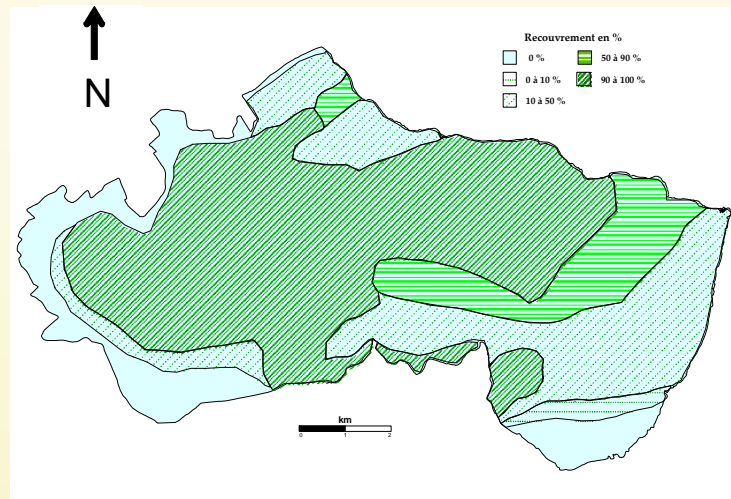 N
Recouvrement en %
0 %
0 à 10 %
10 à 50 %
50 à 90 %
90 à 100 %
km
0 1 2